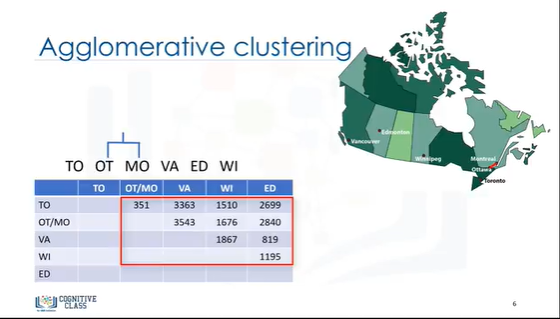 Agglomerative clustering
Edmonton
Vancouver
Winnipeg
Montreal
Ottawa
Toronto
TO OT MO VA ED WI
TO OT/MO VA WI ED
TO 351 3363 1510 2699
OT/MO 3543 1676 2840
VA 1867 819
WI 1195
ED
COGNITIVE
CLASS
6